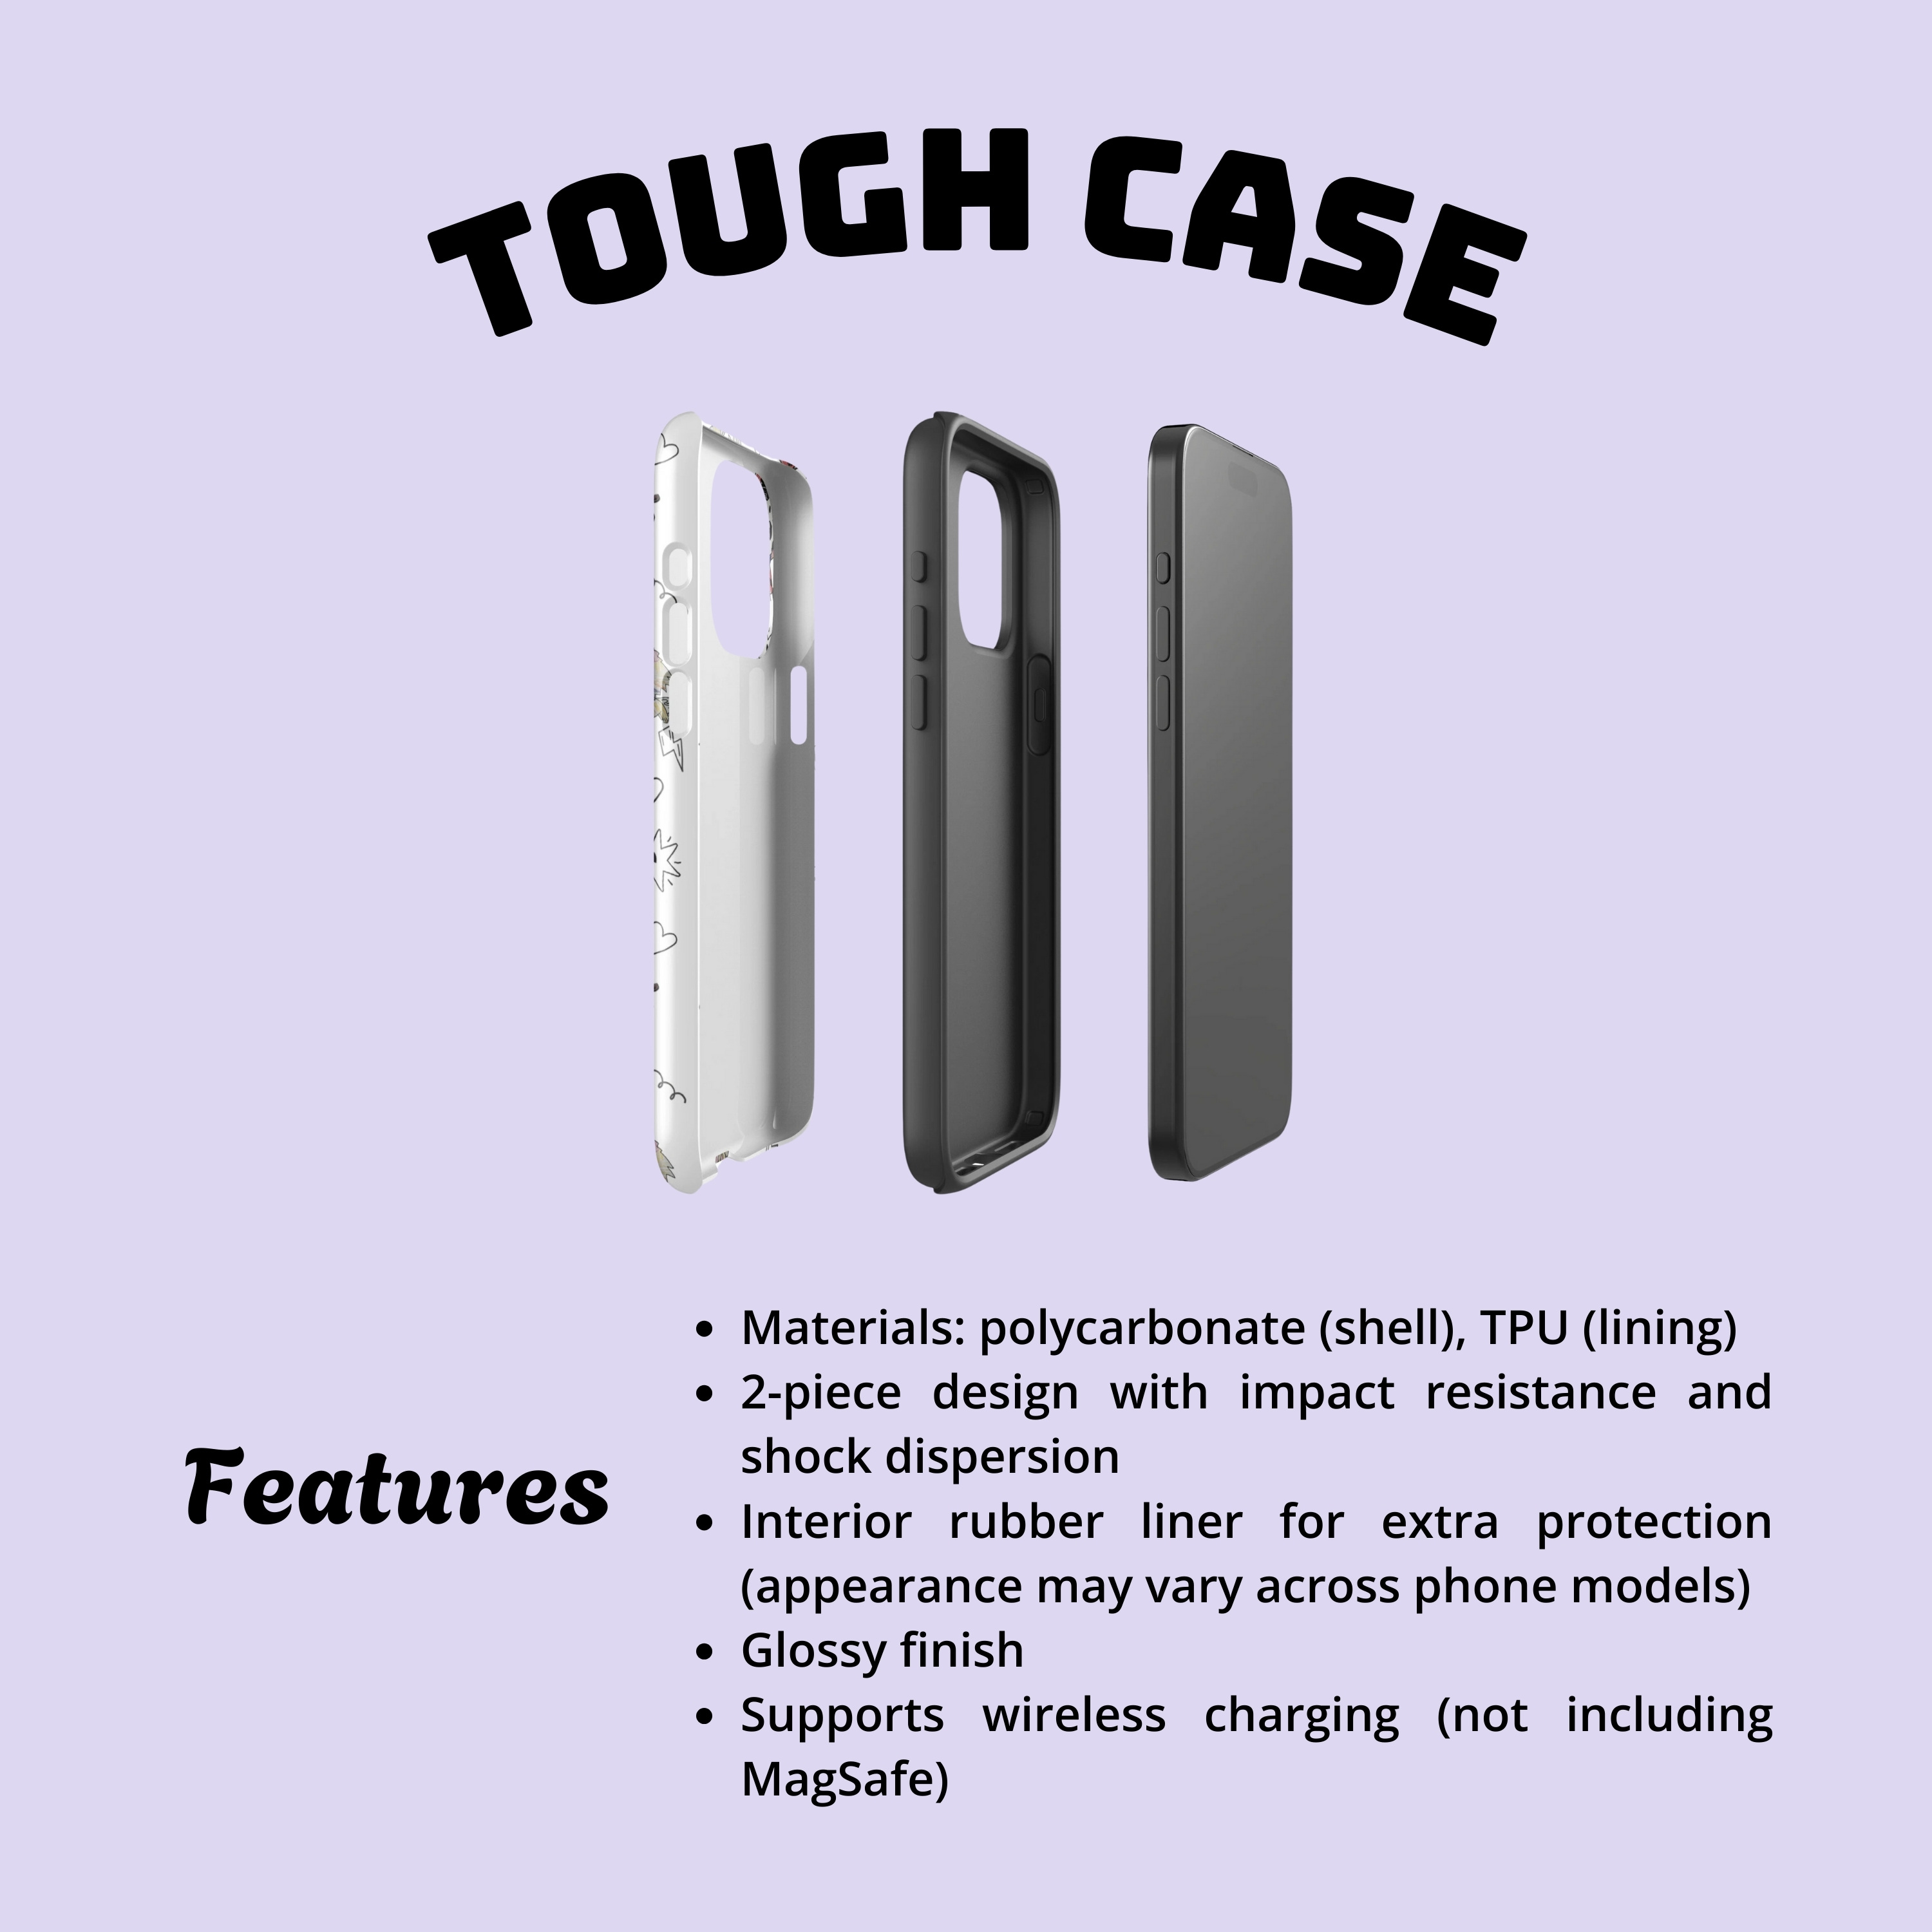 TOUGH CASE
Features
• Materials: polycarbonate (shell), TPU (lining)
• 2-piece design with impact resistance and
shock dispersion
• Interior rubber liner for extra protection
(appearance may vary across phone models)
• Glossy finish
• Supports wireless charging (not including
MagSafe)